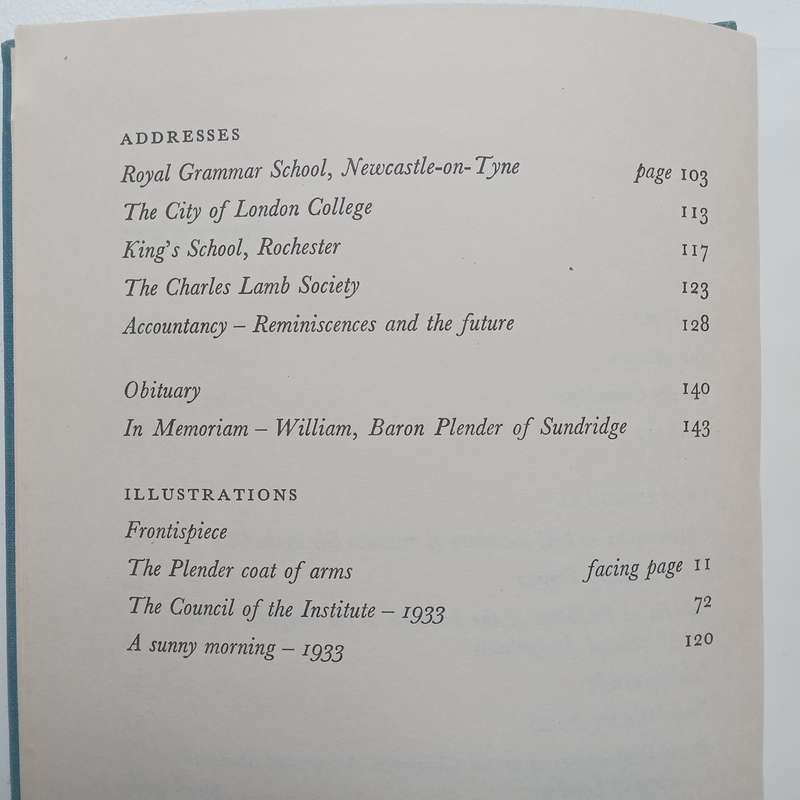 ADDRESSES
Royal Grammar School, Newcastle-on-Tyne page 103
The City of London College 113
King's School, Rochester 117
The Charles Lamb Society 123
Accountancy – Reminiscences and the future 128
Obituary 140
In Memoriam – William, Baron Plender of Sundridge 143
ILLUSTRATIONS
Frontispiece
The Plender coat of arms facing page 11
The Council of the Institute – 1933 72
A sunny morning – 1933 120